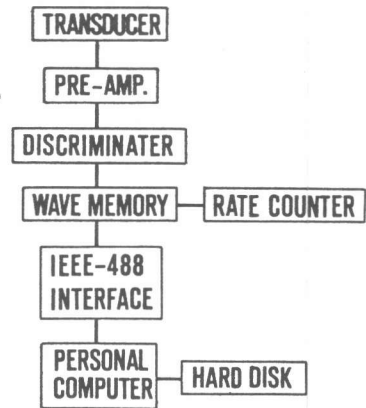 TRANSDUCER
PRE-AMP.
DISCRIMINATER
WAVE MEMORY
RATE COUNTER
IEEE-488
INTERFACE
PERSONAL
COMPUTER
HARD DISK